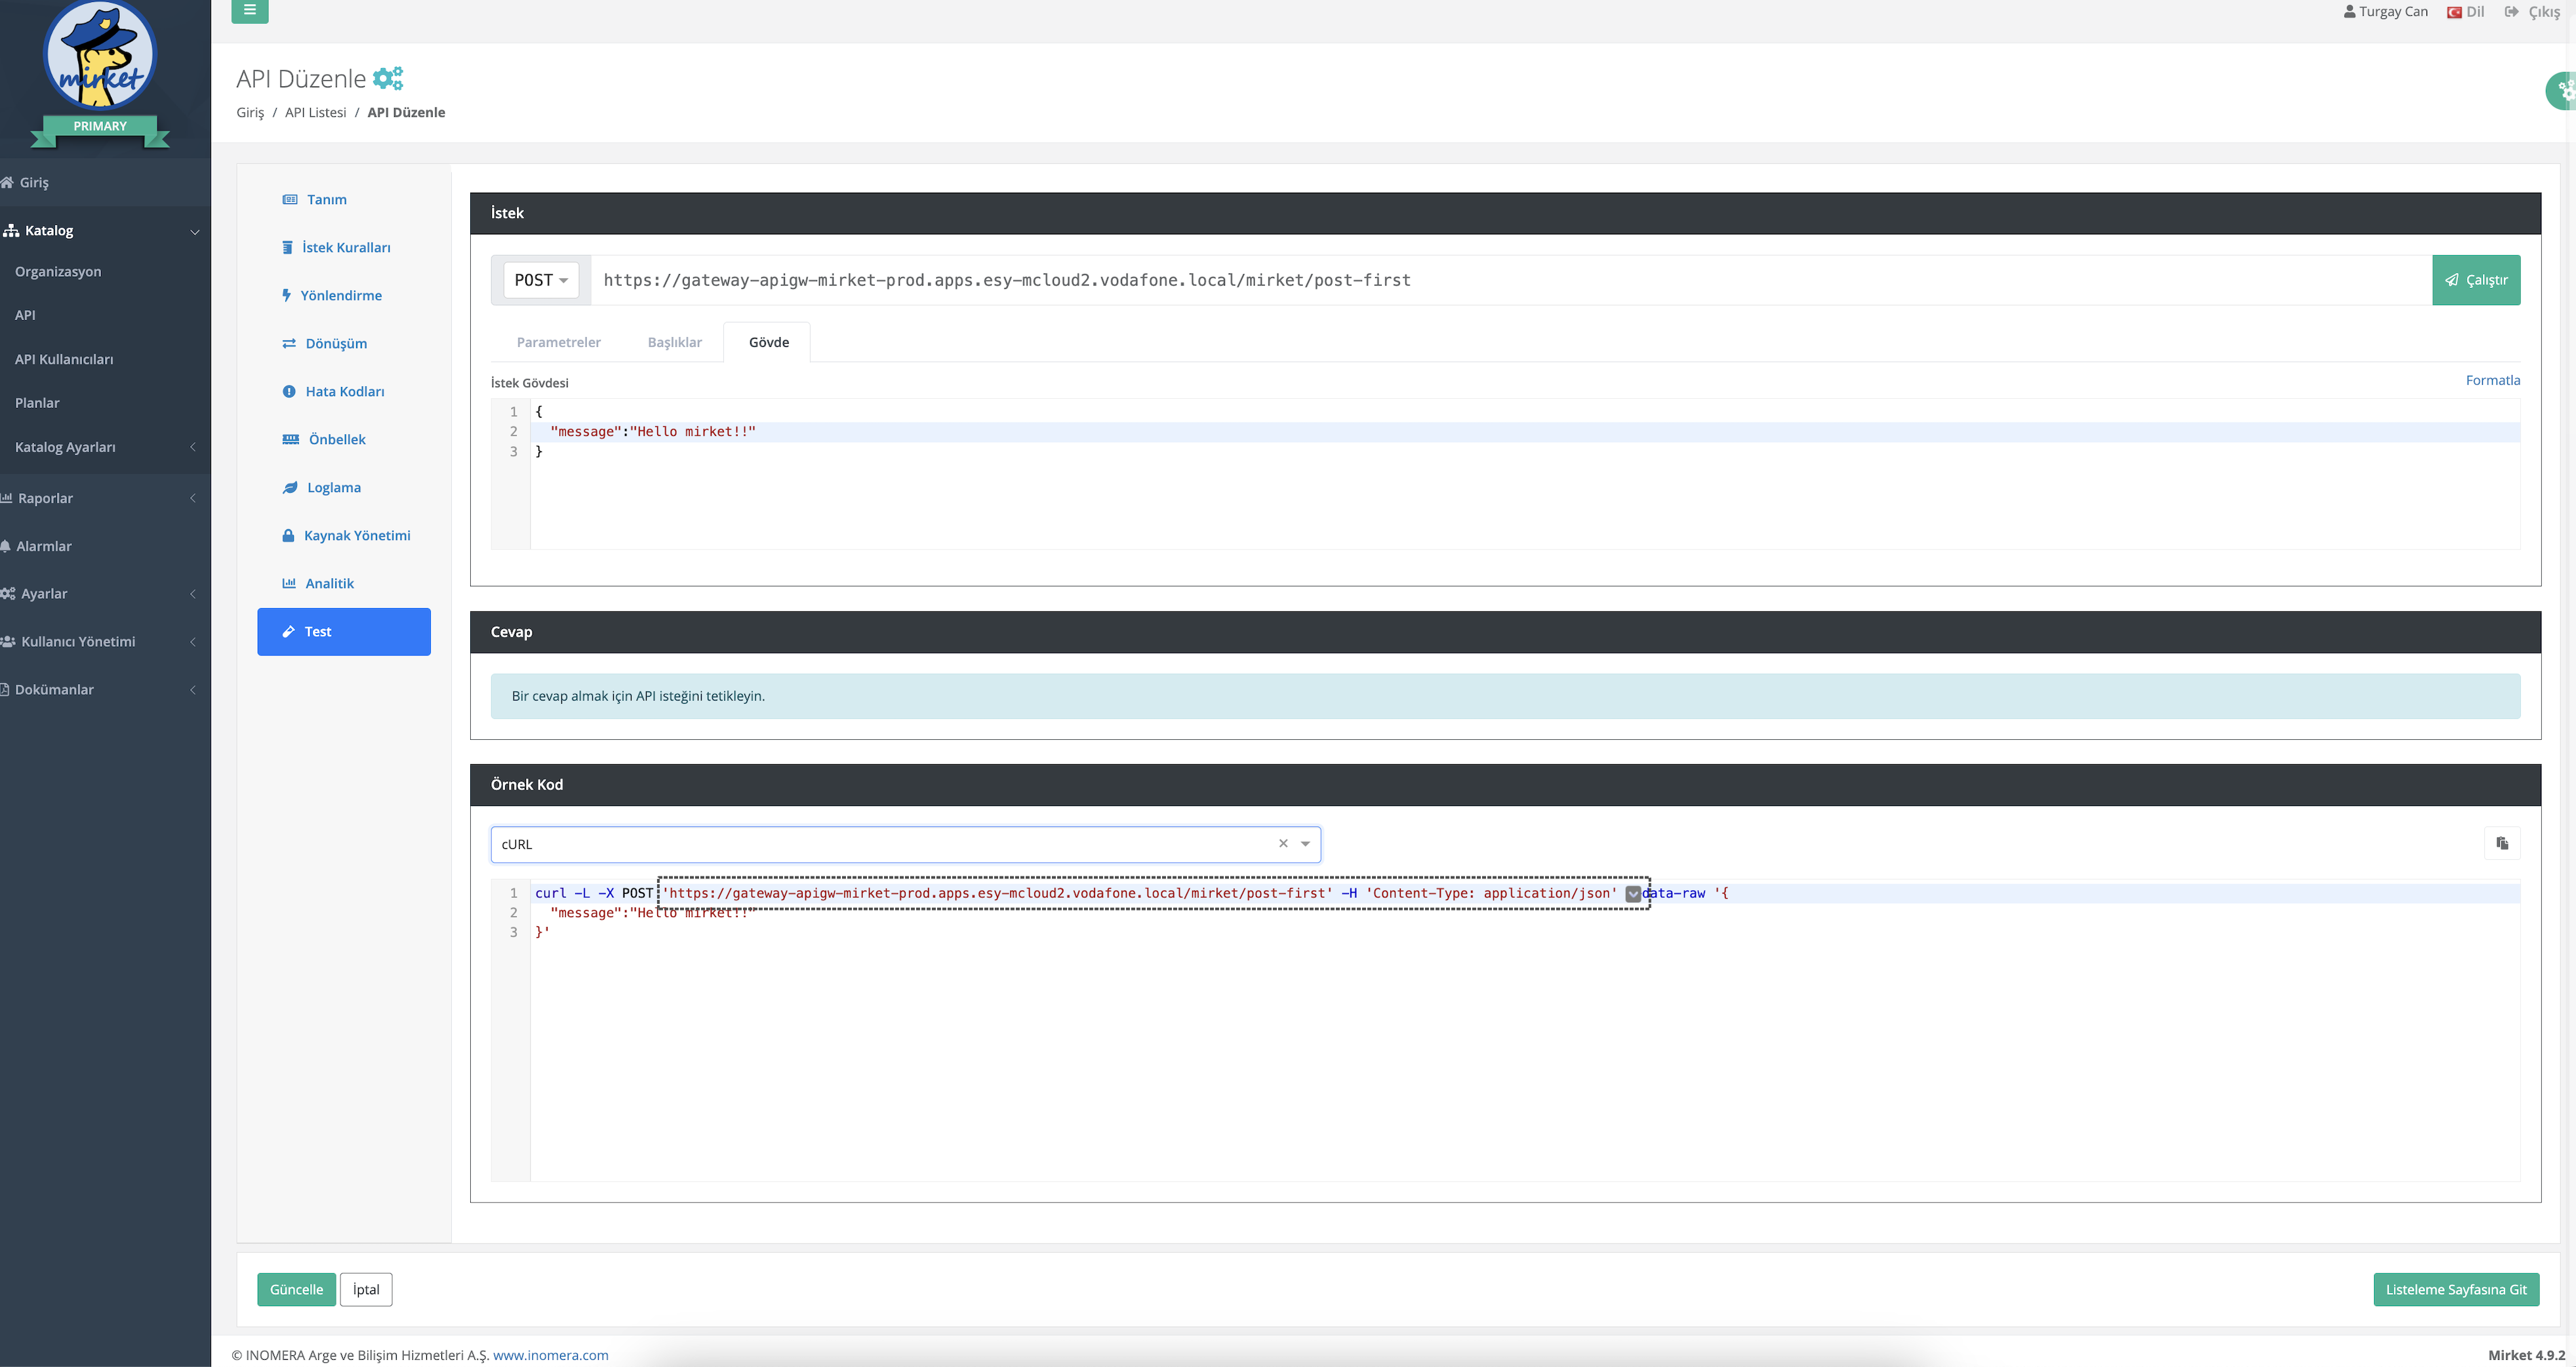 mirket
PRIMARY
Giriş
Katalog
Organizasyon
API
API Kullanıcıları
Planlar
Katalog Ayarları
Raporlar
Alarmlar
Ayarlar
Kullanıcı Yönetimi
Dokümanlar
Turgay Can Dil Çıkış
API Düzenle
Giriş / API Listesi / API Düzenle
Tanım
İstek Kuralları
Yönlendirme
Dönüşüm
Hata Kodları
Önbellek
Loglama
Kaynak Yönetimi
Analitik
Test
İstek
POST https://gateway-apigw-mirket-prod.apps.esy-mcloud2.vodafone.local/mirket/post-first Çalıştır
Parametreler Başlıklar Gövde
İstek Gövdesi Formatla
1 {
2 "message":"Hello mirket!!"
3 }
Cevap
Bir cevap almak için API isteğini tetikleyin.
Örnek Kod
cURL
1 curl -L -X POST 'https://gateway-apigw-mirket-prod.apps.esy-mcloud2.vodafone.local/mirket/post-first' -H 'Content-Type: application/json' data-raw '{
2 "message":"Hello mirket!!"
3 }'
Güncelle İptal Listeleme Sayfasına Git
© INOMERA Arge ve Bilişim Hizmetleri A.Ş. www.inomera.com Mirket 4.9.2